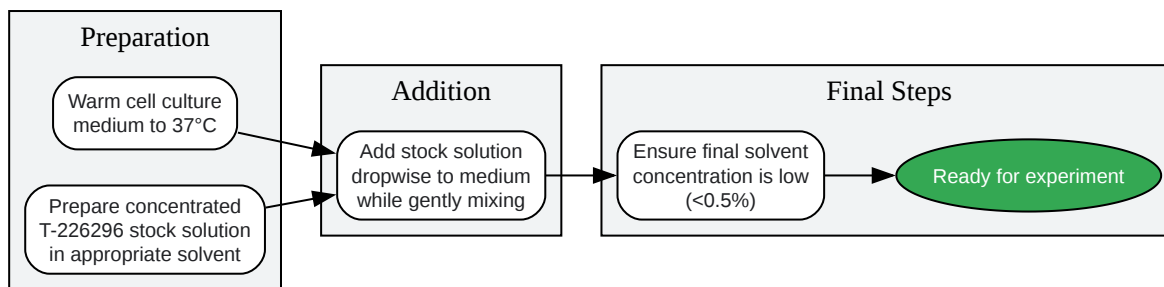 Preparation
Warm cell culture
medium to 37°C
Prepare concentrated
T-226296 stock solution
in appropriate solvent
Addition
Add stock solution
dropwise to medium
while gently mixing
Final Steps
Ensure final solvent
concentration is low
(<0.5%)
Ready for experiment